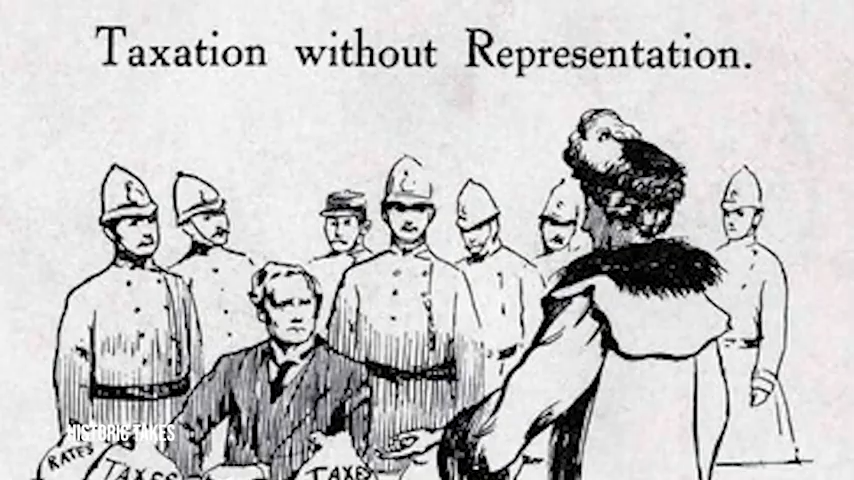 Taxation without Representation.
HISTORIC TAKES
RATES
TAXES
TAXES